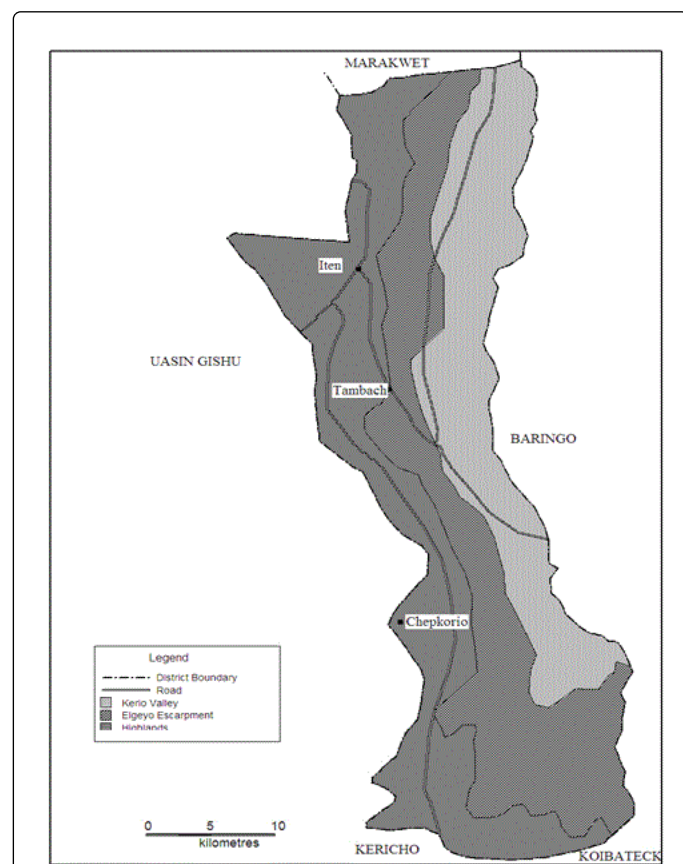 MARAKWET
Iten
UASIN GISHU
Tambach
BARINGO
Chepkorio
Legend
District Boundary
Road
Kerio Valley
Elgeyo Escarpment
Highlands
0 5 10
kilometres
KERICHO
KOIBATECK